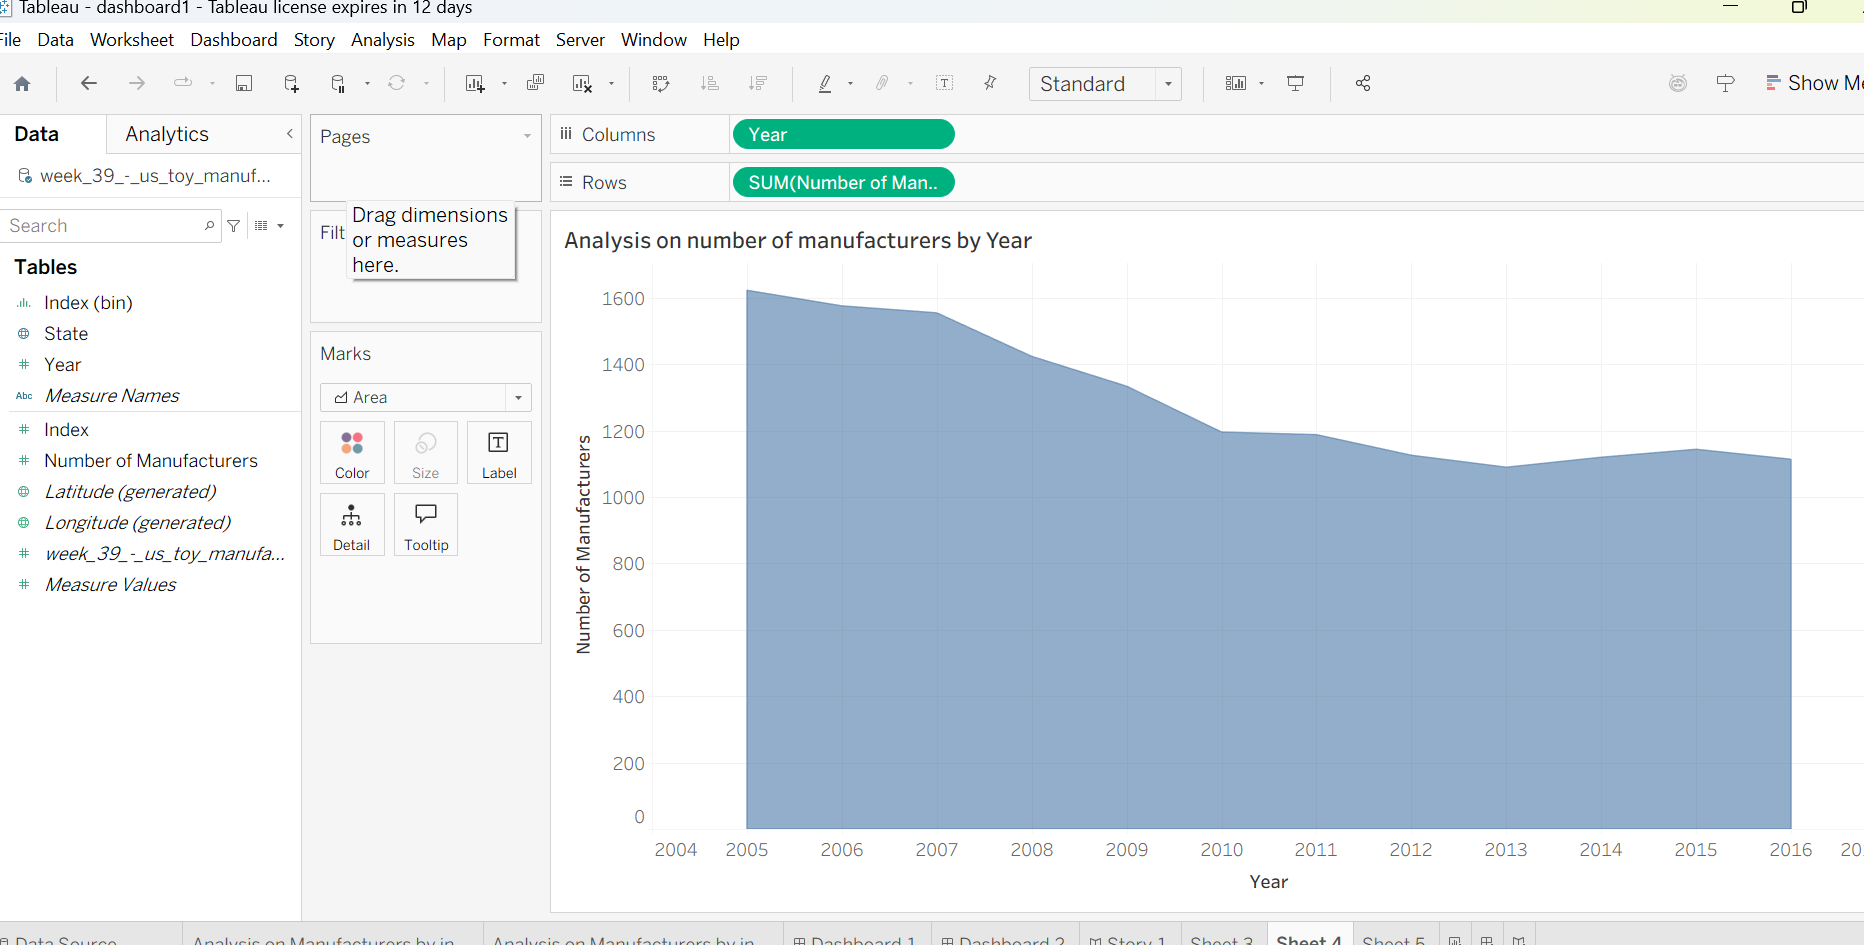 Tableau - dashboard1 - Tableau license expires in 12 days
File Data Worksheet Dashboard Story Analysis Map Format Server Window Help
Standard
Show Me
Data Analytics
week_39_-_us_toy_manuf...
Search
Tables
Index (bin)
State
Year
Abc Measure Names
Index
Number of Manufacturers
Latitude (generated)
Longitude (generated)
week_39_-_us_toy_manufa...
Measure Values
Pages
Drag dimensions
or measures
here.
Filt
Marks
Area
Color Size Label
Detail Tooltip
Columns Year
Rows SUM(Number of Man..
Analysis on number of manufacturers by Year
Number of Manufacturers
1600
1400
1200
1000
800
600
400
200
0
2004 2005 2006 2007 2008 2009 2010 2011 2012 2013 2014 2015 2016 20
Year
Data Source Analysis on Manufacturers by in Analysis on Manufacturers by in Dashboard 1 Dashboard 2 Story 1 Sheet 3 Sheet 4 Sheet 5